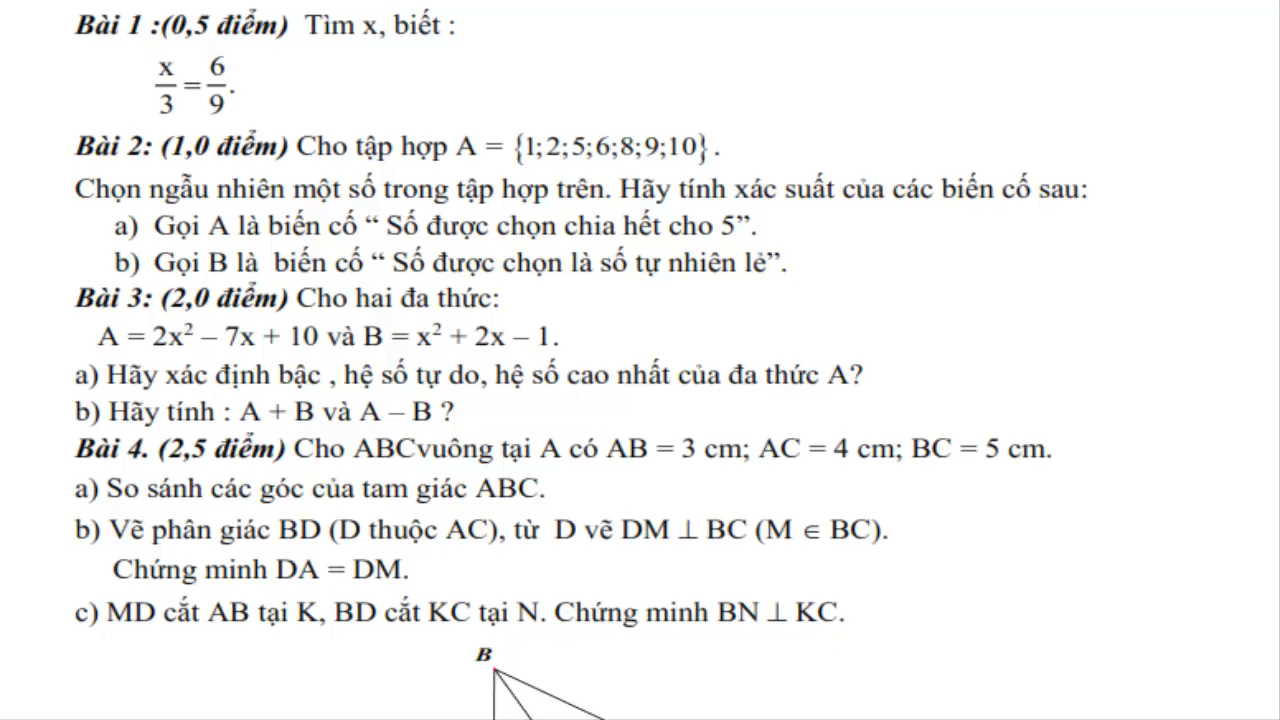 Bài 1 :(0,5 điểm) Tìm x, biết :
x/3 = 6/9.
Bài 2: (1,0 điểm) Cho tập hợp A = {1;2;5;6;8;9;10}.
Chọn ngẫu nhiên một số trong tập hợp trên. Hãy tính xác suất của các biến cố sau:
a) Gọi A là biến cố “ Số được chọn chia hết cho 5”.
b) Gọi B là biến cố “ Số được chọn là số tự nhiên lẻ”.
Bài 3: (2,0 điểm) Cho hai đa thức:
A = 2x² – 7x + 10 và B = x² + 2x – 1.
a) Hãy xác định bậc , hệ số tự do, hệ số cao nhất của đa thức A?
b) Hãy tính : A + B và A – B ?
Bài 4. (2,5 điểm) Cho ABCvuông tại A có AB = 3 cm; AC = 4 cm; BC = 5 cm.
a) So sánh các góc của tam giác ABC.
b) Vẽ phân giác BD (D thuộc AC), từ D vẽ DM ⊥ BC (M ∈ BC).
Chứng minh DA = DM.
c) MD cắt AB tại K, BD cắt KC tại N. Chứng minh BN ⊥ KC.
B